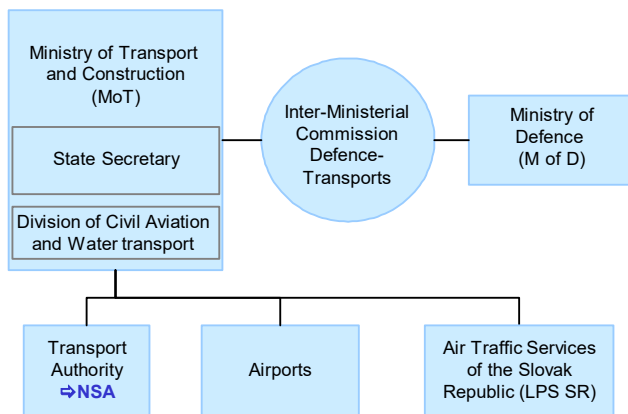 Ministry of Transport
and Construction
(MoT)
State Secretary
Division of Civil Aviation
and Water transport
Inter-Ministerial
Commission
Defence-
Transports
Ministry of
Defence
(M of D)
Transport
Authority
⇨NSA
Airports
Air Traffic Services
of the Slovak
Republic (LPS SR)